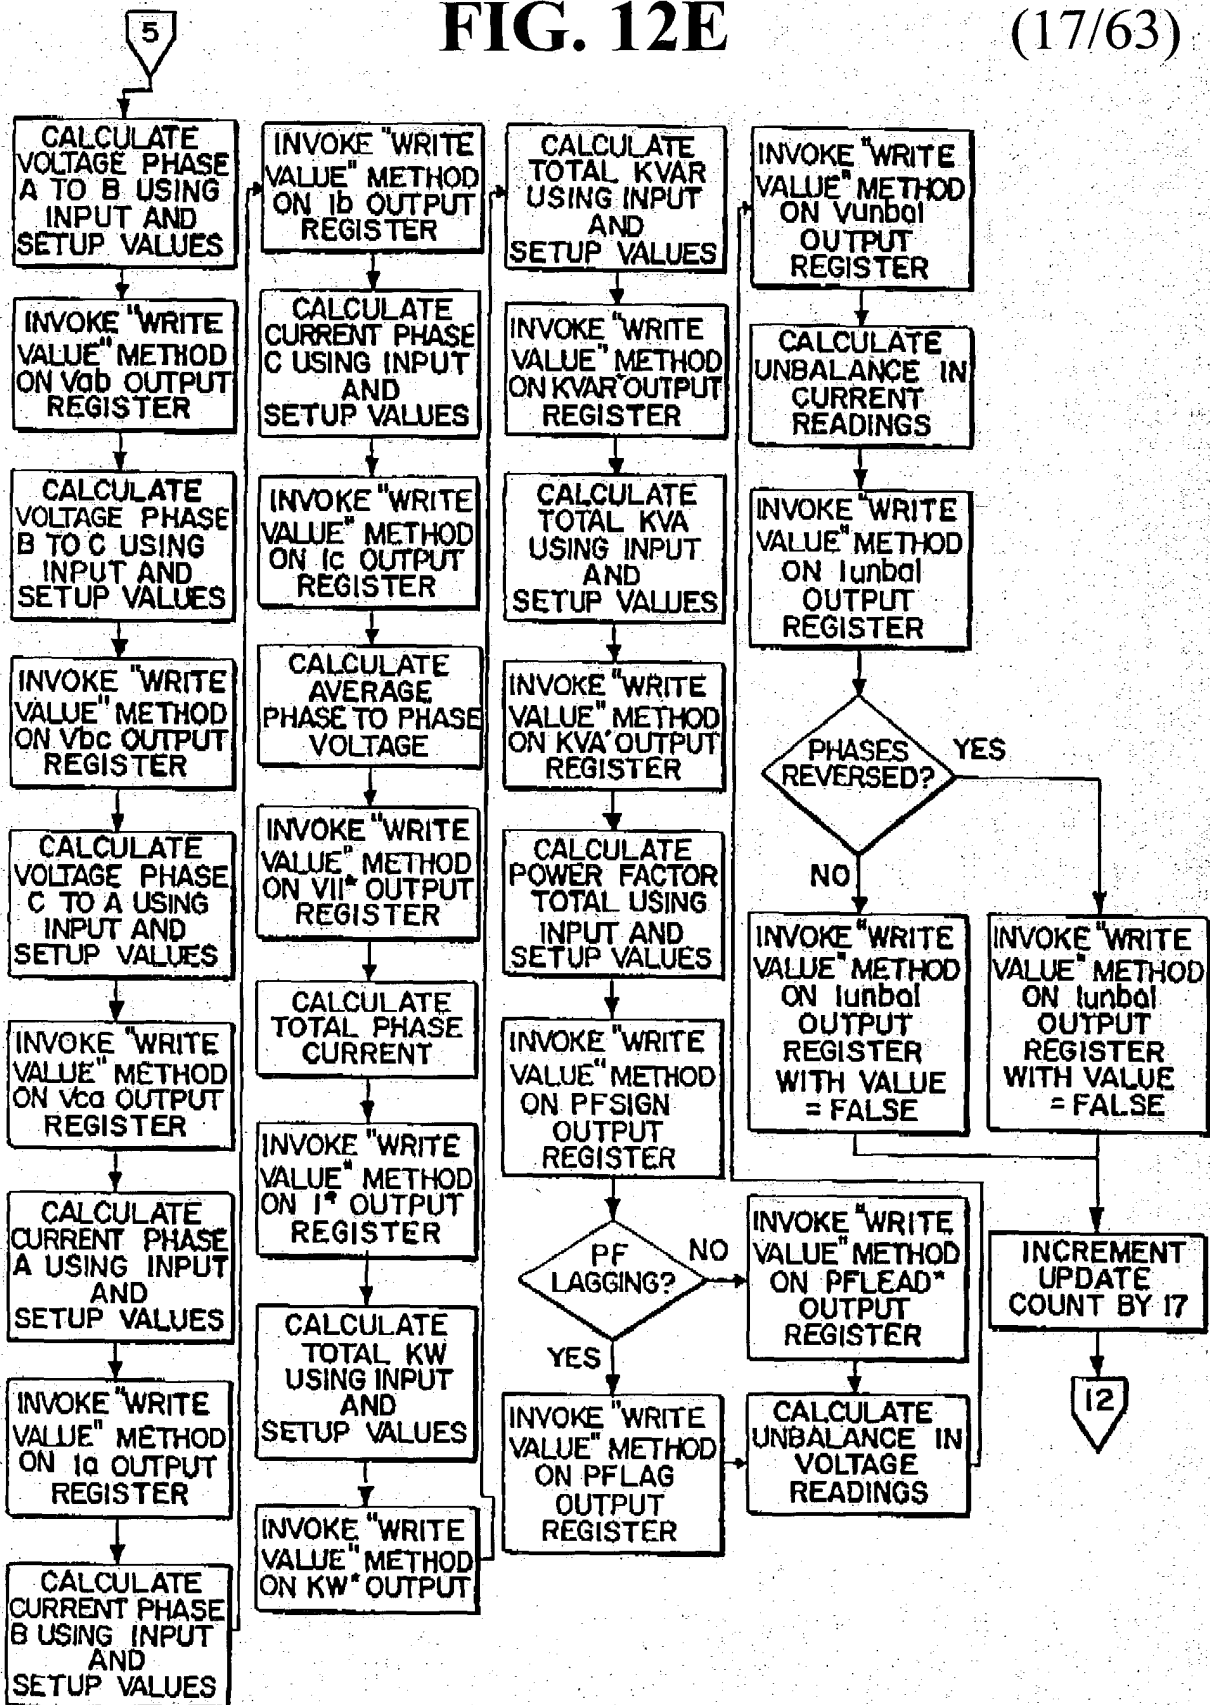 FIG. 12E
(17/63)
5
CALCULATE
VOLTAGE PHASE
A TO B USING
INPUT AND
SETUP VALUES
INVOKE "WRITE
VALUE" METHOD
ON Vab OUTPUT
REGISTER
CALCULATE
VOLTAGE PHASE
B TO C USING
INPUT AND
SETUP VALUES
INVOKE "WRITE
VALUE" METHOD
ON Vbc OUTPUT
REGISTER
CALCULATE
VOLTAGE PHASE
C TO A USING
INPUT AND
SETUP VALUES
INVOKE "WRITE
VALUE" METHOD
ON Vca OUTPUT
REGISTER
CALCULATE
CURRENT PHASE
A USING INPUT
AND
SETUP VALUES
INVOKE "WRITE
VALUE" METHOD
ON Ia OUTPUT
REGISTER
CALCULATE
CURRENT PHASE
B USING INPUT
AND
SETUP VALUES
INVOKE "WRITE
VALUE" METHOD
ON Ib OUTPUT
REGISTER
CALCULATE
CURRENT PHASE
C USING INPUT
AND
SETUP VALUES
INVOKE "WRITE
VALUE" METHOD
ON Ic OUTPUT
REGISTER
CALCULATE
AVERAGE
PHASE TO PHASE
VOLTAGE
INVOKE "WRITE
VALUE" METHOD
ON Vll* OUTPUT
REGISTER
CALCULATE
TOTAL PHASE
CURRENT
INVOKE "WRITE
VALUE" METHOD
ON I* OUTPUT
REGISTER
CALCULATE
TOTAL KW
USING INPUT
AND
SETUP VALUES
INVOKE "WRITE
VALUE" METHOD
ON KW* OUTPUT
CALCULATE
TOTAL KVAR
USING INPUT
AND
SETUP VALUES
INVOKE "WRITE
VALUE" METHOD
ON KVAR* OUTPUT
REGISTER
CALCULATE
TOTAL KVA
USING INPUT
AND
SETUP VALUES
INVOKE "WRITE
VALUE" METHOD
ON KVA* OUTPUT
REGISTER
CALCULATE
POWER FACTOR
TOTAL USING
INPUT AND
SETUP VALUES
INVOKE "WRITE
VALUE" METHOD
ON PFSIGN
OUTPUT
REGISTER
PF
LAGGING?
NO
YES
INVOKE "WRITE
VALUE" METHOD
ON PFLAG
OUTPUT
REGISTER
INVOKE "WRITE
VALUE" METHOD
ON PFLEAD*
OUTPUT
REGISTER
CALCULATE
UNBALANCE IN
VOLTAGE
READINGS
INVOKE "WRITE
VALUE" METHOD
ON Vunbal
OUTPUT
REGISTER
CALCULATE
UNBALANCE IN
CURRENT
READINGS
INVOKE "WRITE
VALUE" METHOD
ON Iunbal
OUTPUT
REGISTER
PHASES
REVERSED?
YES
NO
INVOKE "WRITE
VALUE" METHOD
ON Iunbal
OUTPUT
REGISTER
WITH VALUE
= FALSE
INVOKE "WRITE
VALUE" METHOD
ON Iunbal
OUTPUT
REGISTER
WITH VALUE
= FALSE
INCREMENT
UPDATE
COUNT BY 17
12